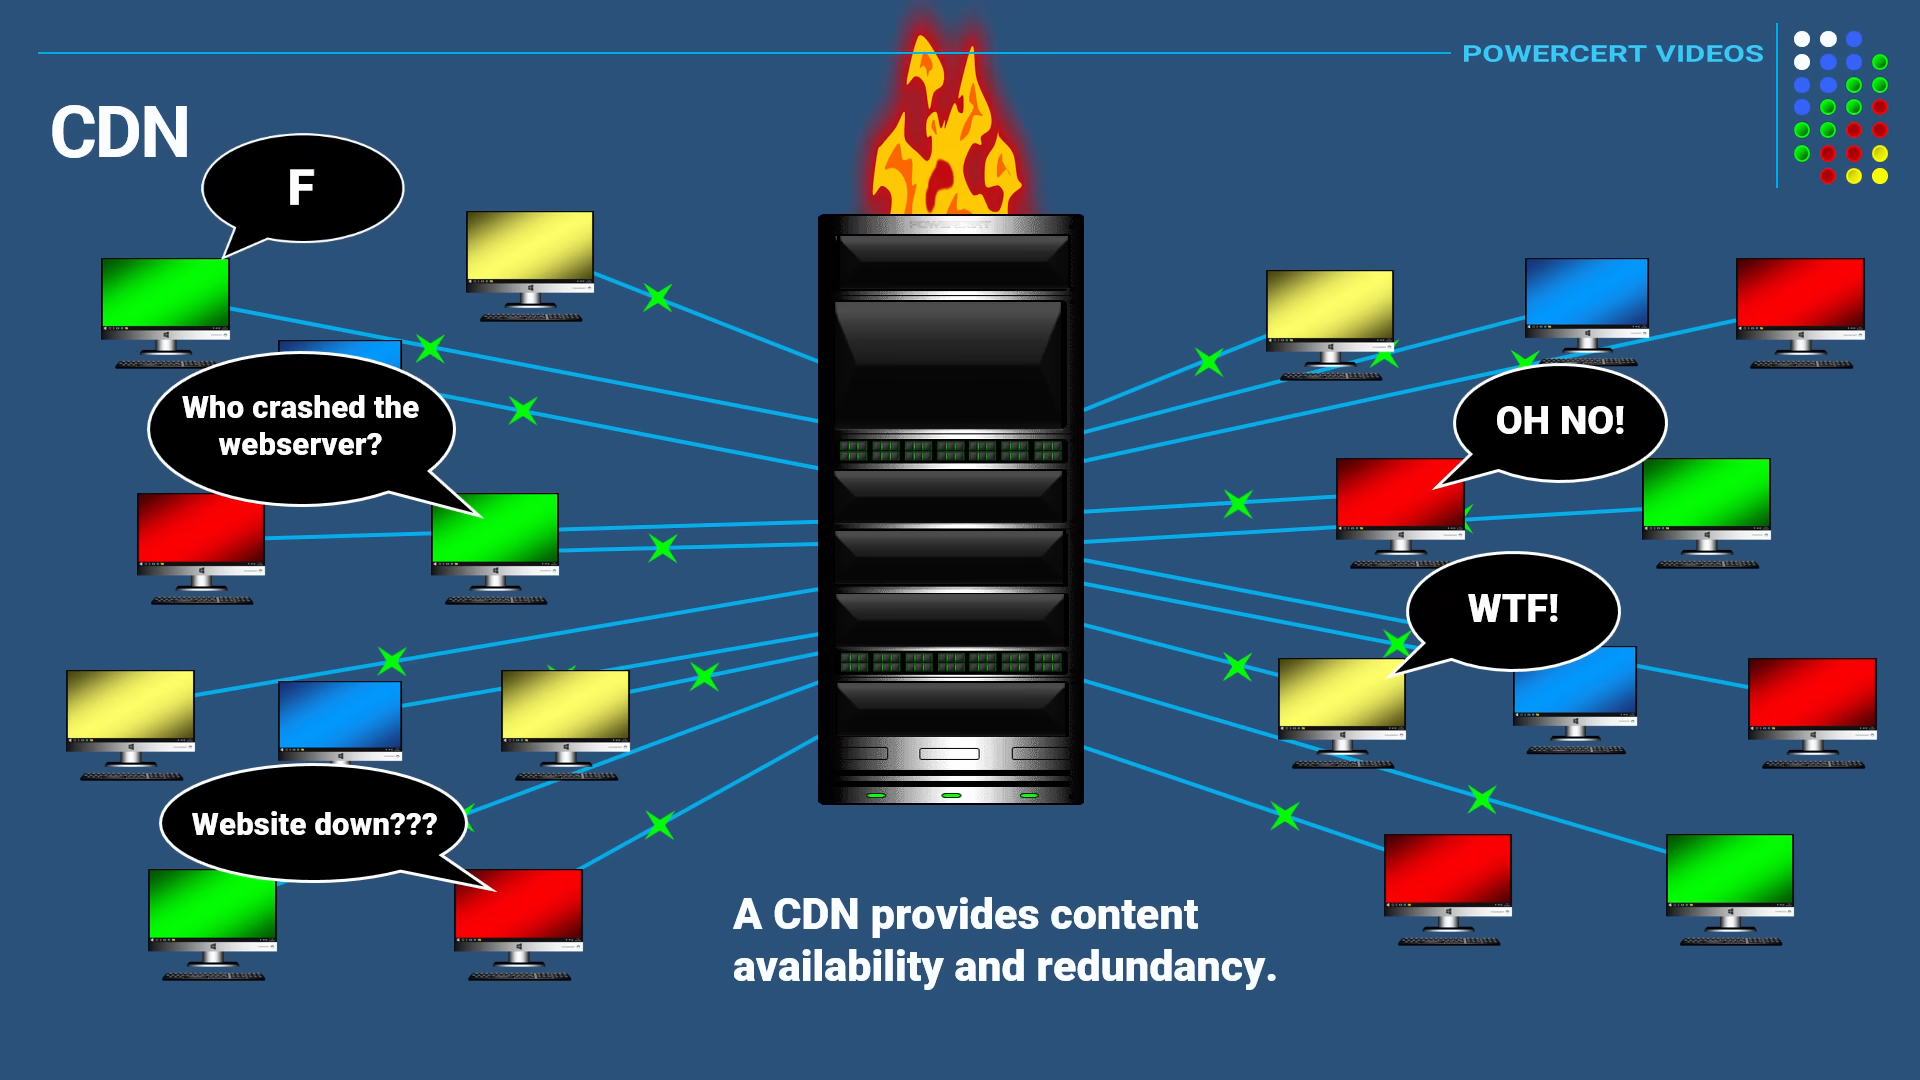 POWERCERT VIDEOS
CDN
F
Who crashed the
webserver?
OH NO!
WTF!
Website down???
A CDN provides content
availability and redundancy.